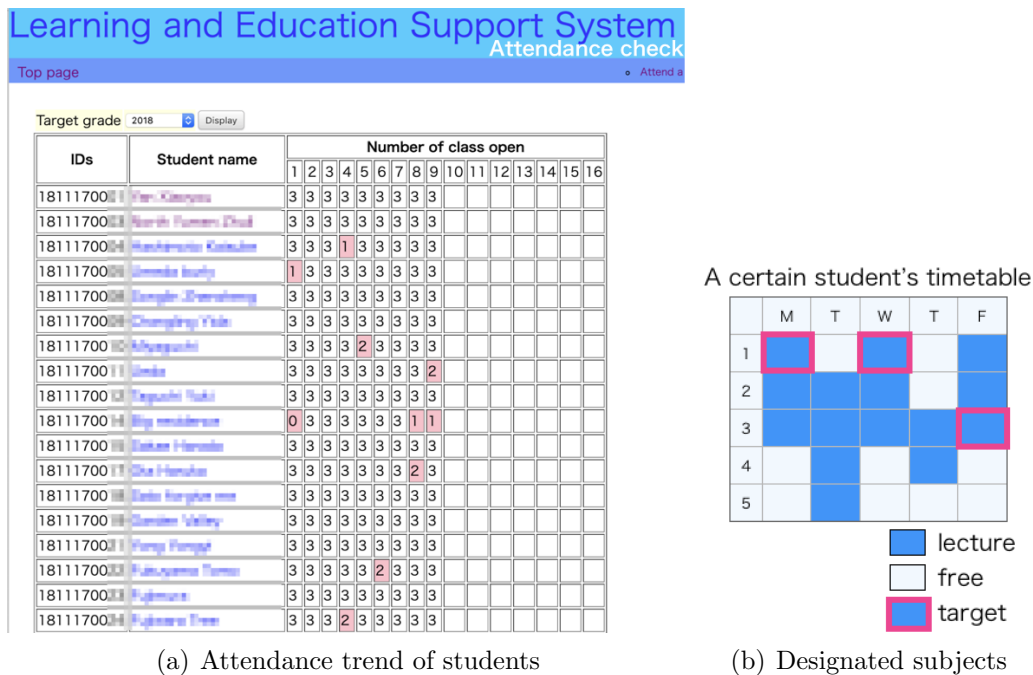 Learning and Education Support System
Attendance check
Top page
Attend a
Target grade 2018 Display
IDs Student name Number of class open
1 2 3 4 5 6 7 8 9 10 11 12 13 14 15 16
18111700 3 3 3 3 3 3 3 3 3
18111700 3 3 3 3 3 3 3 3 3
18111700 3 3 3 1 3 3 3 3 3
18111700 1 3 3 3 3 3 3 3 3
18111700 3 3 3 3 3 3 3 3 3
18111700 3 3 3 3 3 3 3 3 3
18111700 3 3 3 3 2 3 3 3 3
18111700 3 3 3 3 3 3 3 3 2
18111700 3 3 3 3 3 3 3 3 3
18111700 0 3 3 3 3 3 3 1 1
18111700 3 3 3 3 3 3 3 3 3
18111700 3 3 3 3 3 3 3 2 3
18111700 3 3 3 3 3 3 3 3 3
18111700 3 3 3 3 3 3 3 3 3
18111700 3 3 3 3 3 3 3 3 3
18111700 3 3 3 3 3 2 3 3 3
18111700 3 3 3 3 3 3 3 3 3
18111700 3 3 3 2 3 3 3 3 3
(a) Attendance trend of students
A certain student's timetable
M T W T F
1
2
3
4
5
lecture
free
target
(b) Designated subjects